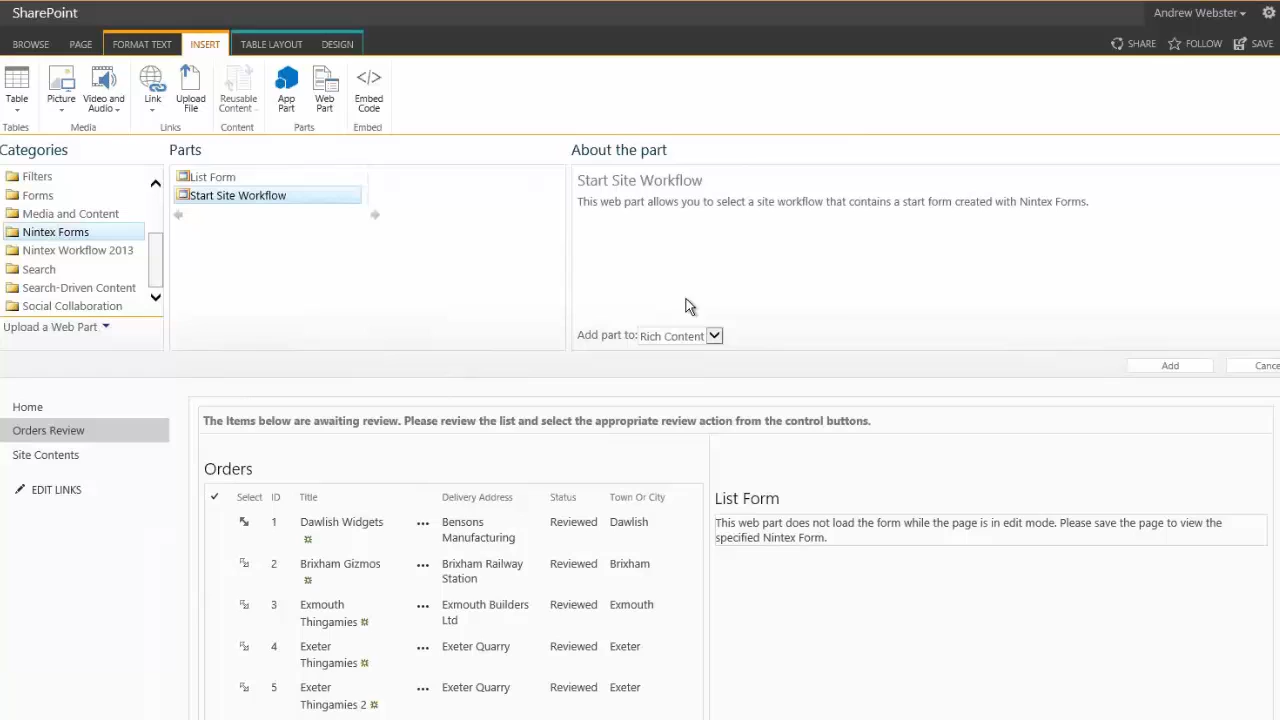 SharePoint
Andrew Webster
BROWSE PAGE FORMAT TEXT INSERT TABLE LAYOUT DESIGN
SHARE FOLLOW SAVE
Table Picture Video and Audio Link Upload File Reusable Content App Part Web Part Embed Code
Tables Media Links Content Parts Embed
Categories
Filters
Forms
Media and Content
Nintex Forms
Nintex Workflow 2013
Search
Search-Driven Content
Social Collaboration
Upload a Web Part
Parts
List Form
Start Site Workflow
About the part
Start Site Workflow
This web part allows you to select a site workflow that contains a start form created with Nintex Forms.
Add part to: Rich Content
Add Cance
Home
Orders Review
Site Contents
EDIT LINKS
The Items below are awaiting review. Please review the list and select the appropriate review action from the control buttons.
Orders
Select ID Title Delivery Address Status Town Or City
1 Dawlish Widgets ... Bensons Manufacturing Reviewed Dawlish
2 Brixham Gizmos ... Brixham Railway Station Reviewed Brixham
3 Exmouth Thingamies ... Exmouth Builders Ltd Reviewed Exmouth
4 Exeter Thingamies ... Exeter Quarry Reviewed Exeter
5 Exeter Thingamies 2 ... Exeter Quarry Reviewed Exeter
List Form
This web part does not load the form while the page is in edit mode. Please save the page to view the
specified Nintex Form.